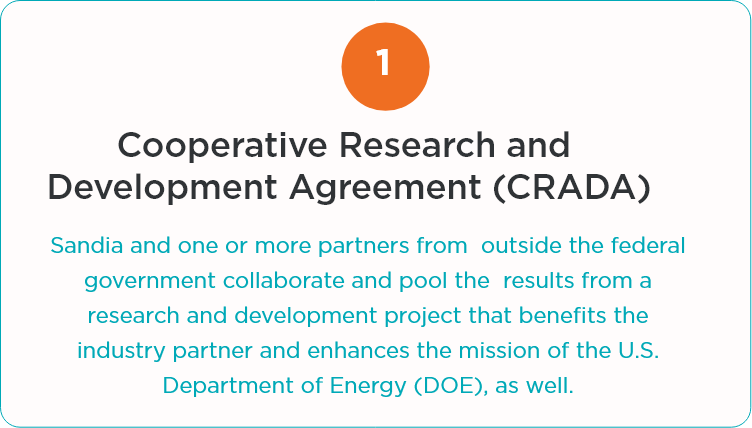 1
Cooperative Research and
Development Agreement (CRADA)
Sandia and one or more partners from  outside the federal
government collaborate and pool the  results from a
research and development project that benefits the
industry partner and enhances the mission of the U.S.
Department of Energy (DOE), as well.